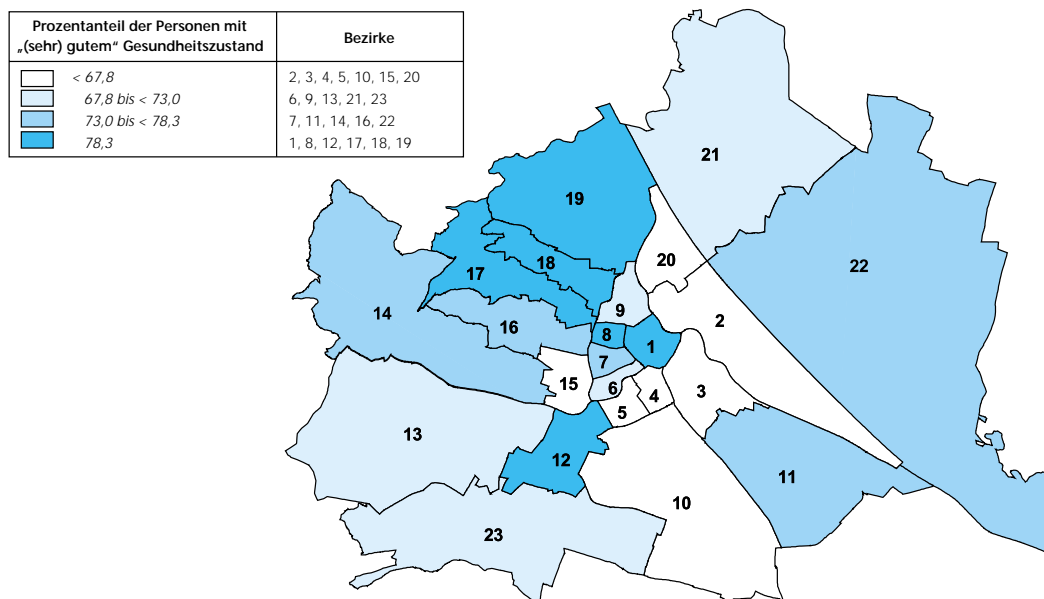 Prozentanteil der Personen mit
„(sehr) gutem“ Gesundheitszustand
Bezirke
< 67,8
2, 3, 4, 5, 10, 15, 20
67,8 bis < 73,0
6, 9, 13, 21, 23
73,0 bis < 78,3
7, 11, 14, 16, 22
78,3
1, 8, 12, 17, 18, 19
21
19
20
22
18
17
9
14
2
16
8
1
7
15
6
3
4
5
13
12
11
10
23